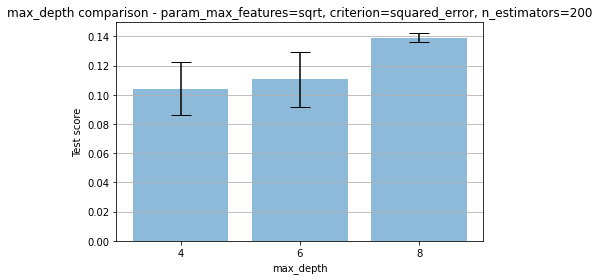 max_depth comparison - param_max_features=sqrt, criterion=squared_error, n_estimators=200
0.14
0.12
0.10
0.08
0.06
0.04
0.02
0.00
Test score
4 6 8
max_depth